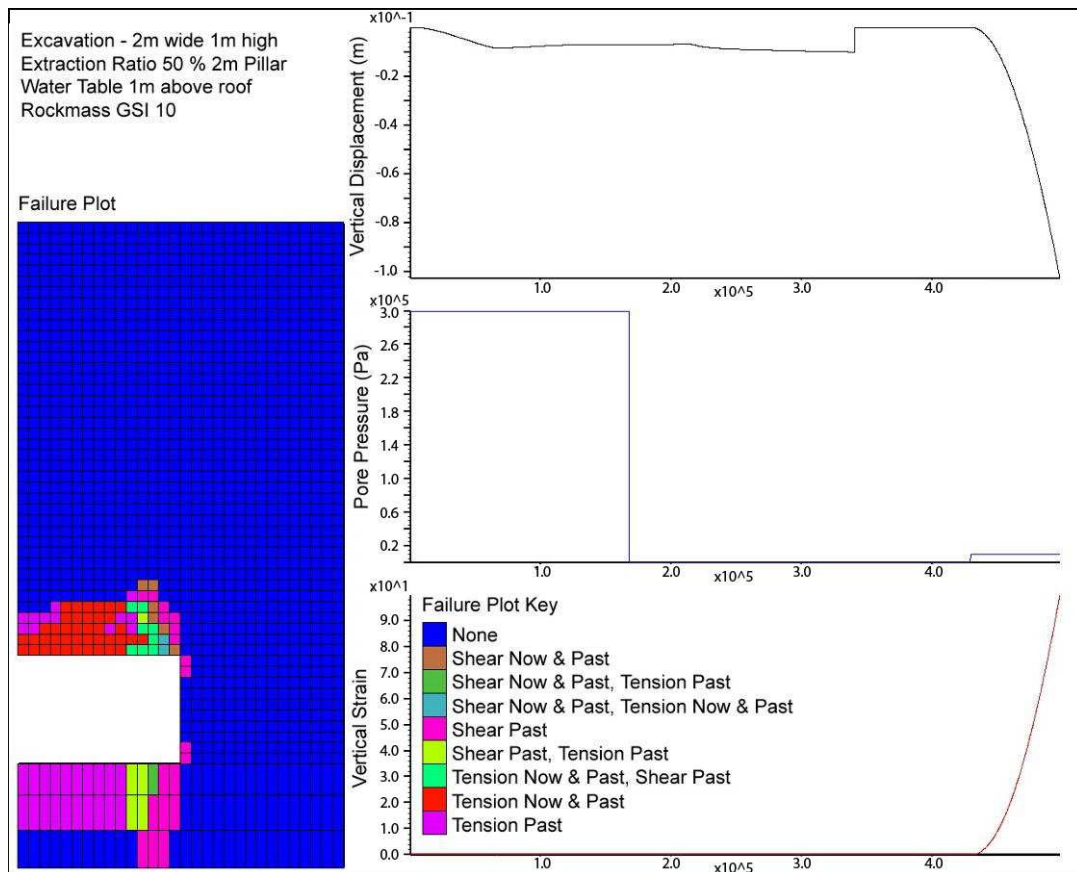 Excavation - 2m wide 1m high
Extraction Ratio 50 % 2m Pillar
Water Table 1m above roof
Rockmass GSI 10
Failure Plot
x10^-1
Vertical Displacement (m)
-0.2
-0.4
-0.6
-0.8
-1.0
1.0
2.0
x10^5
3.0
4.0
x10^5
Pore Pressure (Pa)
3.0
2.6
2.2
1.8
1.4
1.0
0.6
0.2
1.0
2.0
x10^5
3.0
4.0
x10^1
Vertical Strain
9.0
8.0
7.0
6.0
5.0
4.0
3.0
2.0
1.0
0.0
1.0
2.0
x10^5
3.0
4.0
Failure Plot Key
None
Shear Now & Past
Shear Now & Past, Tension Past
Shear Now & Past, Tension Now & Past
Shear Past
Shear Past, Tension Past
Tension Now & Past, Shear Past
Tension Now & Past
Tension Past